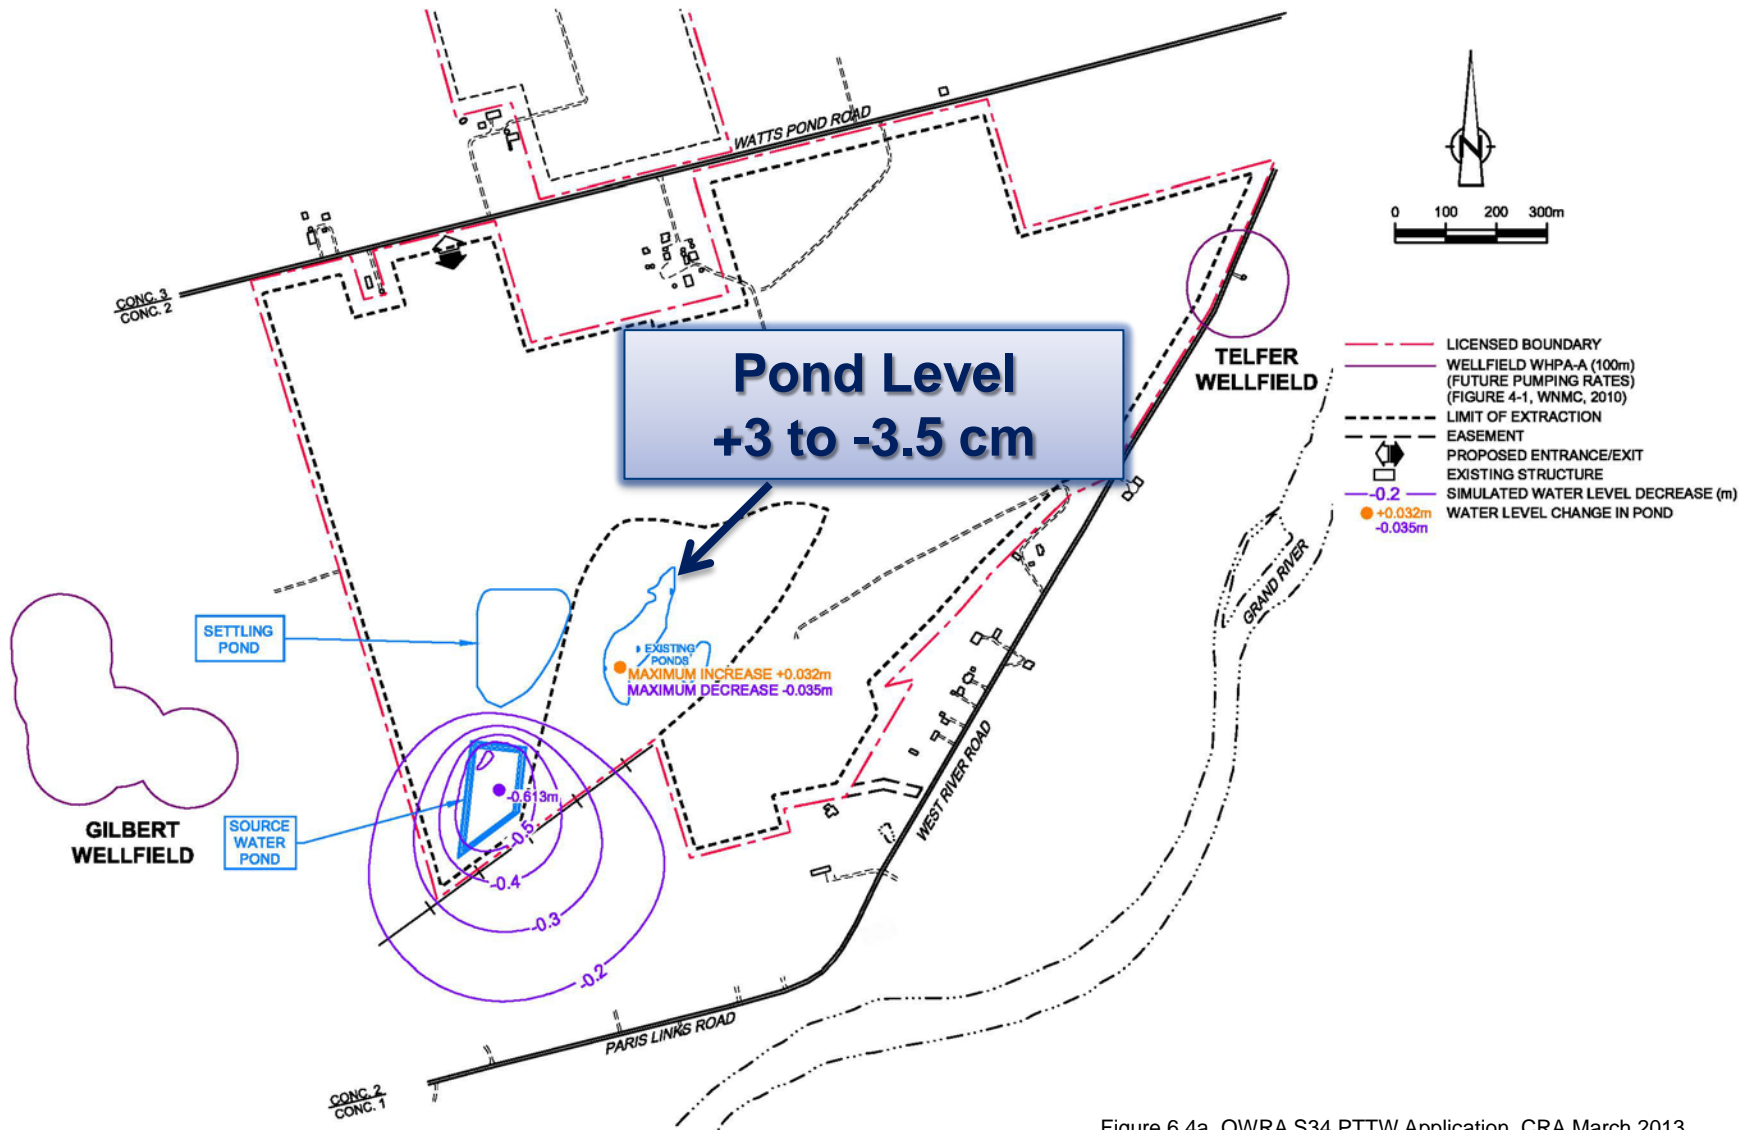 WATTS POND ROAD
N
0 100 200 300m
CONC. 3
CONC. 2
Pond Level
+3 to -3.5 cm
TELFER
WELLFIELD
LICENSED BOUNDARY
WELLFIELD WHPA-A (100m)
(FUTURE PUMPING RATES)
(FIGURE 4-1, WNMC, 2010)
LIMIT OF EXTRACTION
EASEMENT
PROPOSED ENTRANCE/EXIT
EXISTING STRUCTURE
-0.2 SIMULATED WATER LEVEL DECREASE (m)
+0.032m WATER LEVEL CHANGE IN POND
-0.035m
GRAND RIVER
SETTLING
POND
EXISTING
PONDS
MAXIMUM INCREASE +0.032m
MAXIMUM DECREASE -0.035m
-0.613m
WEST RIVER ROAD
GILBERT
WELLFIELD
SOURCE
WATER
POND
-0.5
-0.4
-0.3
-0.2
PARIS LINKS ROAD
CONC. 2
CONC. 1
Figure 6.4a, OWRA S34 PTTW Application, CRA March 2013